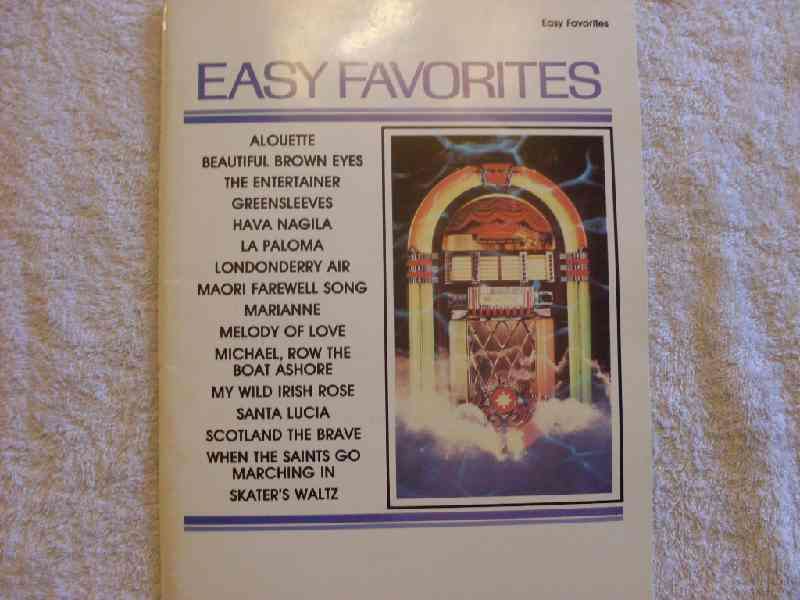 Easy Favorites
EASY FAVORITES
ALOUETTE
BEAUTIFUL BROWN EYES
THE ENTERTAINER
GREENSLEEVES
HAVA NAGILA
LA PALOMA
LONDONDERRY AIR
MAORI FAREWELL SONG
MARIANNE
MELODY OF LOVE
MICHAEL, ROW THE
BOAT ASHORE
MY WILD IRISH ROSE
SANTA LUCIA
SCOTLAND THE BRAVE
WHEN THE SAINTS GO
MARCHING IN
SKATER'S WALTZ